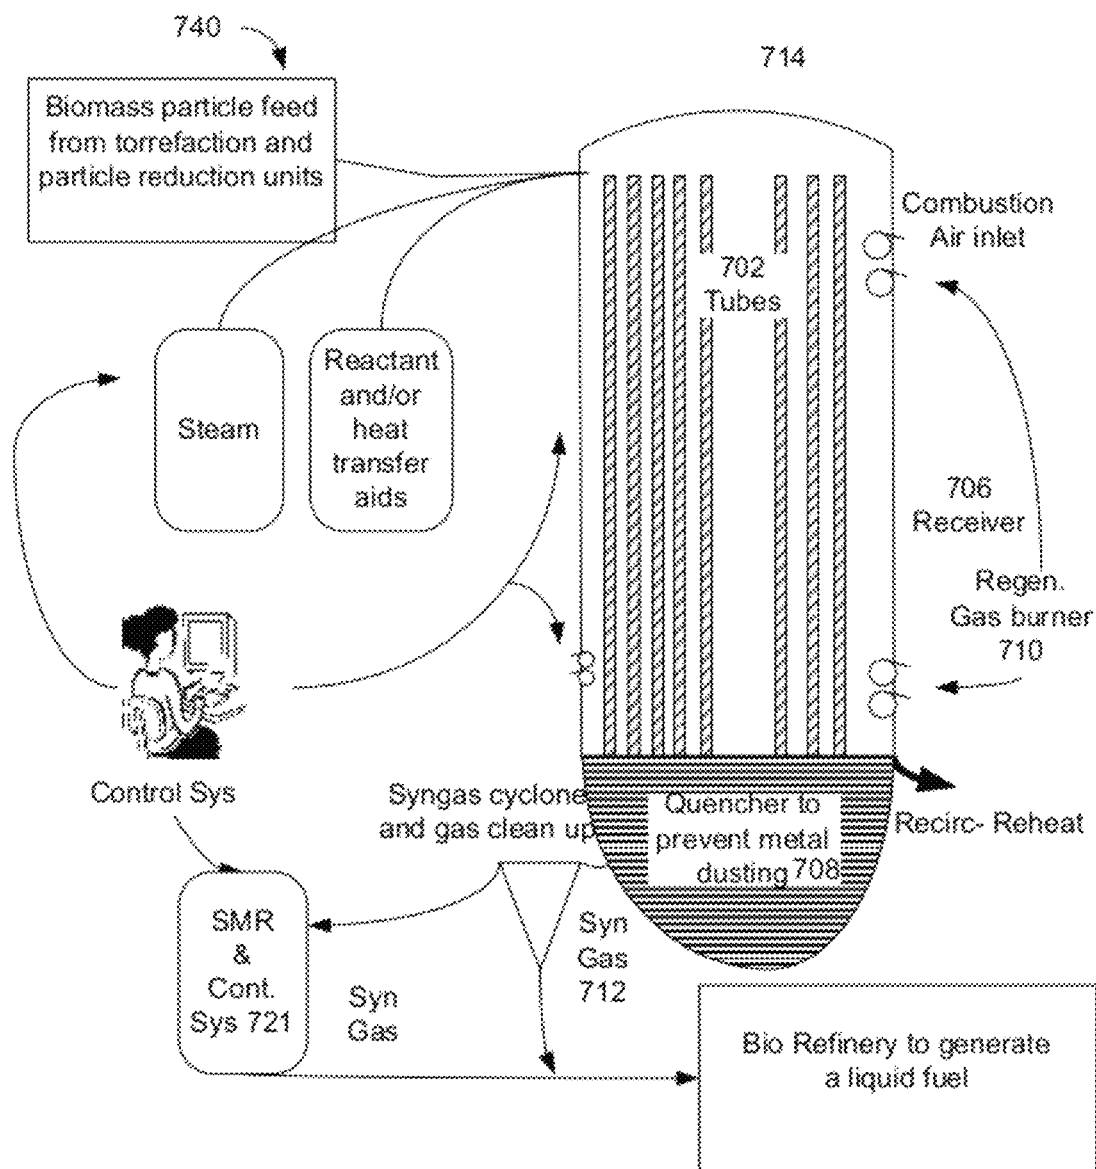 740
714
Biomass particle feed
from torrefaction and
particle reduction units
Combustion
Air inlet
702
Tubes
Steam
Reactant
and/or
heat
transfer
aids
706
Receiver
Regen.
Gas burner
710
Control Sys
Syngas cyclone
and gas clean up
Quencher to
prevent metal
dusting 708
Recirc- Reheat
SMR
&
Cont.
Sys 721
Syn
Gas
Syn
Gas
712
Bio Refinery to generate
a liquid fuel